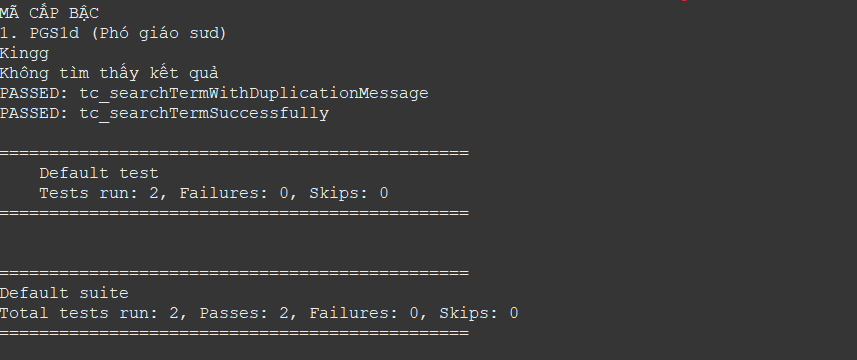 MÃ CẤP BẬC
1. PGS1d (Phó giáo sưd)
Kingg
Không tìm thấy kết quả
PASSED: tc_searchTermWithDuplicationMessage
PASSED: tc_searchTermSuccessfully
===============================================
Default test
Tests run: 2, Failures: 0, Skips: 0
===============================================
===============================================
Default suite
Total tests run: 2, Passes: 2, Failures: 0, Skips: 0
===============================================